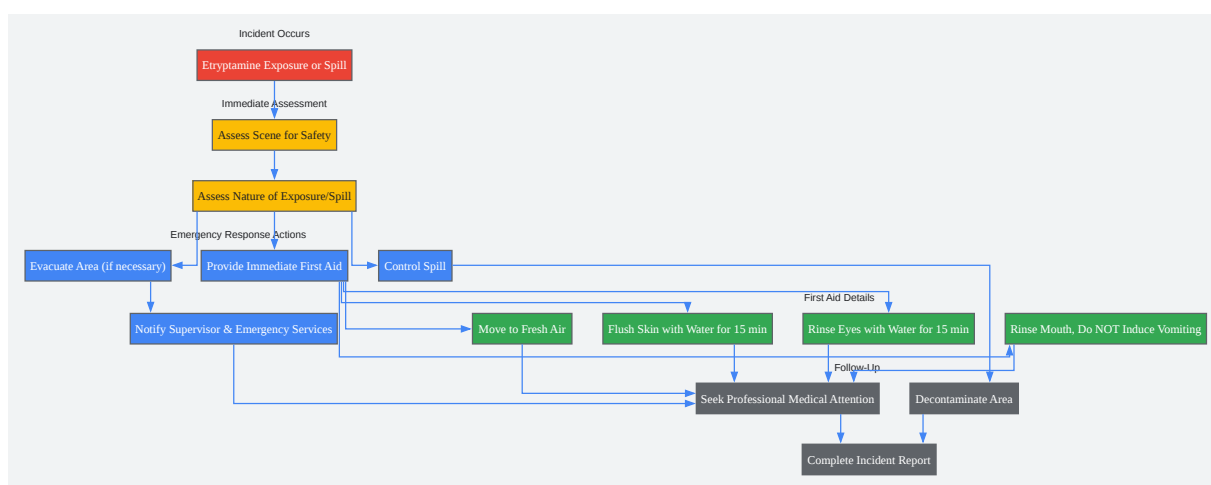 Incident Occurs
Etryptamine Exposure or Spill
Immediate Assessment
Assess Scene for Safety
Assess Nature of Exposure/Spill
Emergency Response Actions
Evacuate Area (if necessary)
Provide Immediate First Aid
Control Spill
First Aid Details
Notify Supervisor & Emergency Services
Move to Fresh Air
Flush Skin with Water for 15 min
Rinse Eyes with Water for 15 min
Rinse Mouth, Do NOT Induce Vomiting
Follow-Up
Seek Professional Medical Attention
Decontaminate Area
Complete Incident Report